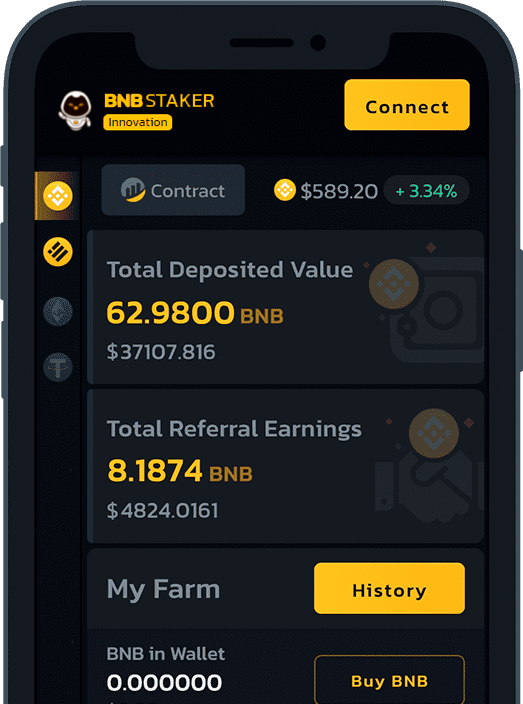 BNB STAKER
Innovation
Connect
Contract
$589.20
+ 3.34%
Total Deposited Value
62.9800 BNB
$37107.816
Total Referral Earnings
8.1874 BNB
$4824.0161
My Farm
History
BNB in Wallet
0.000000
Buy BNB